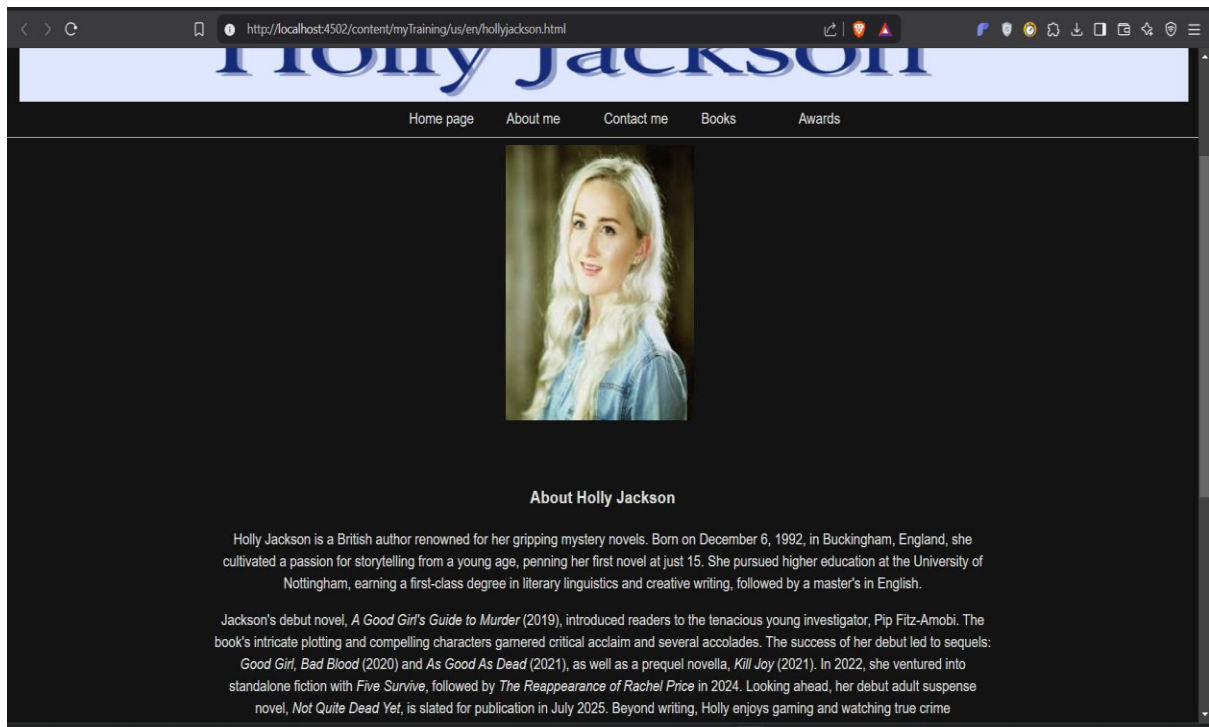 http://localhost:4502/content/myTraining/us/en/hollyjackson.html
Holly Jackson
Home page About me Contact me Books Awards
About Holly Jackson
Holly Jackson is a British author renowned for her gripping mystery novels. Born on December 6, 1992, in Buckingham, England, she
cultivated a passion for storytelling from a young age, penning her first novel at just 15. She pursued higher education at the University of
Nottingham, earning a first-class degree in literary linguistics and creative writing, followed by a master's in English.
Jackson's debut novel, A Good Girl's Guide to Murder (2019), introduced readers to the tenacious young investigator, Pip Fitz-Amobi. The
book's intricate plotting and compelling characters garnered critical acclaim and several accolades. The success of her debut led to sequels:
Good Girl, Bad Blood (2020) and As Good As Dead (2021), as well as a prequel novella, Kill Joy (2021). In 2022, she ventured into
standalone fiction with Five Survive, followed by The Reappearance of Rachel Price in 2024. Looking ahead, her debut adult suspense
novel, Not Quite Dead Yet, is slated for publication in July 2025. Beyond writing, Holly enjoys gaming and watching true crime